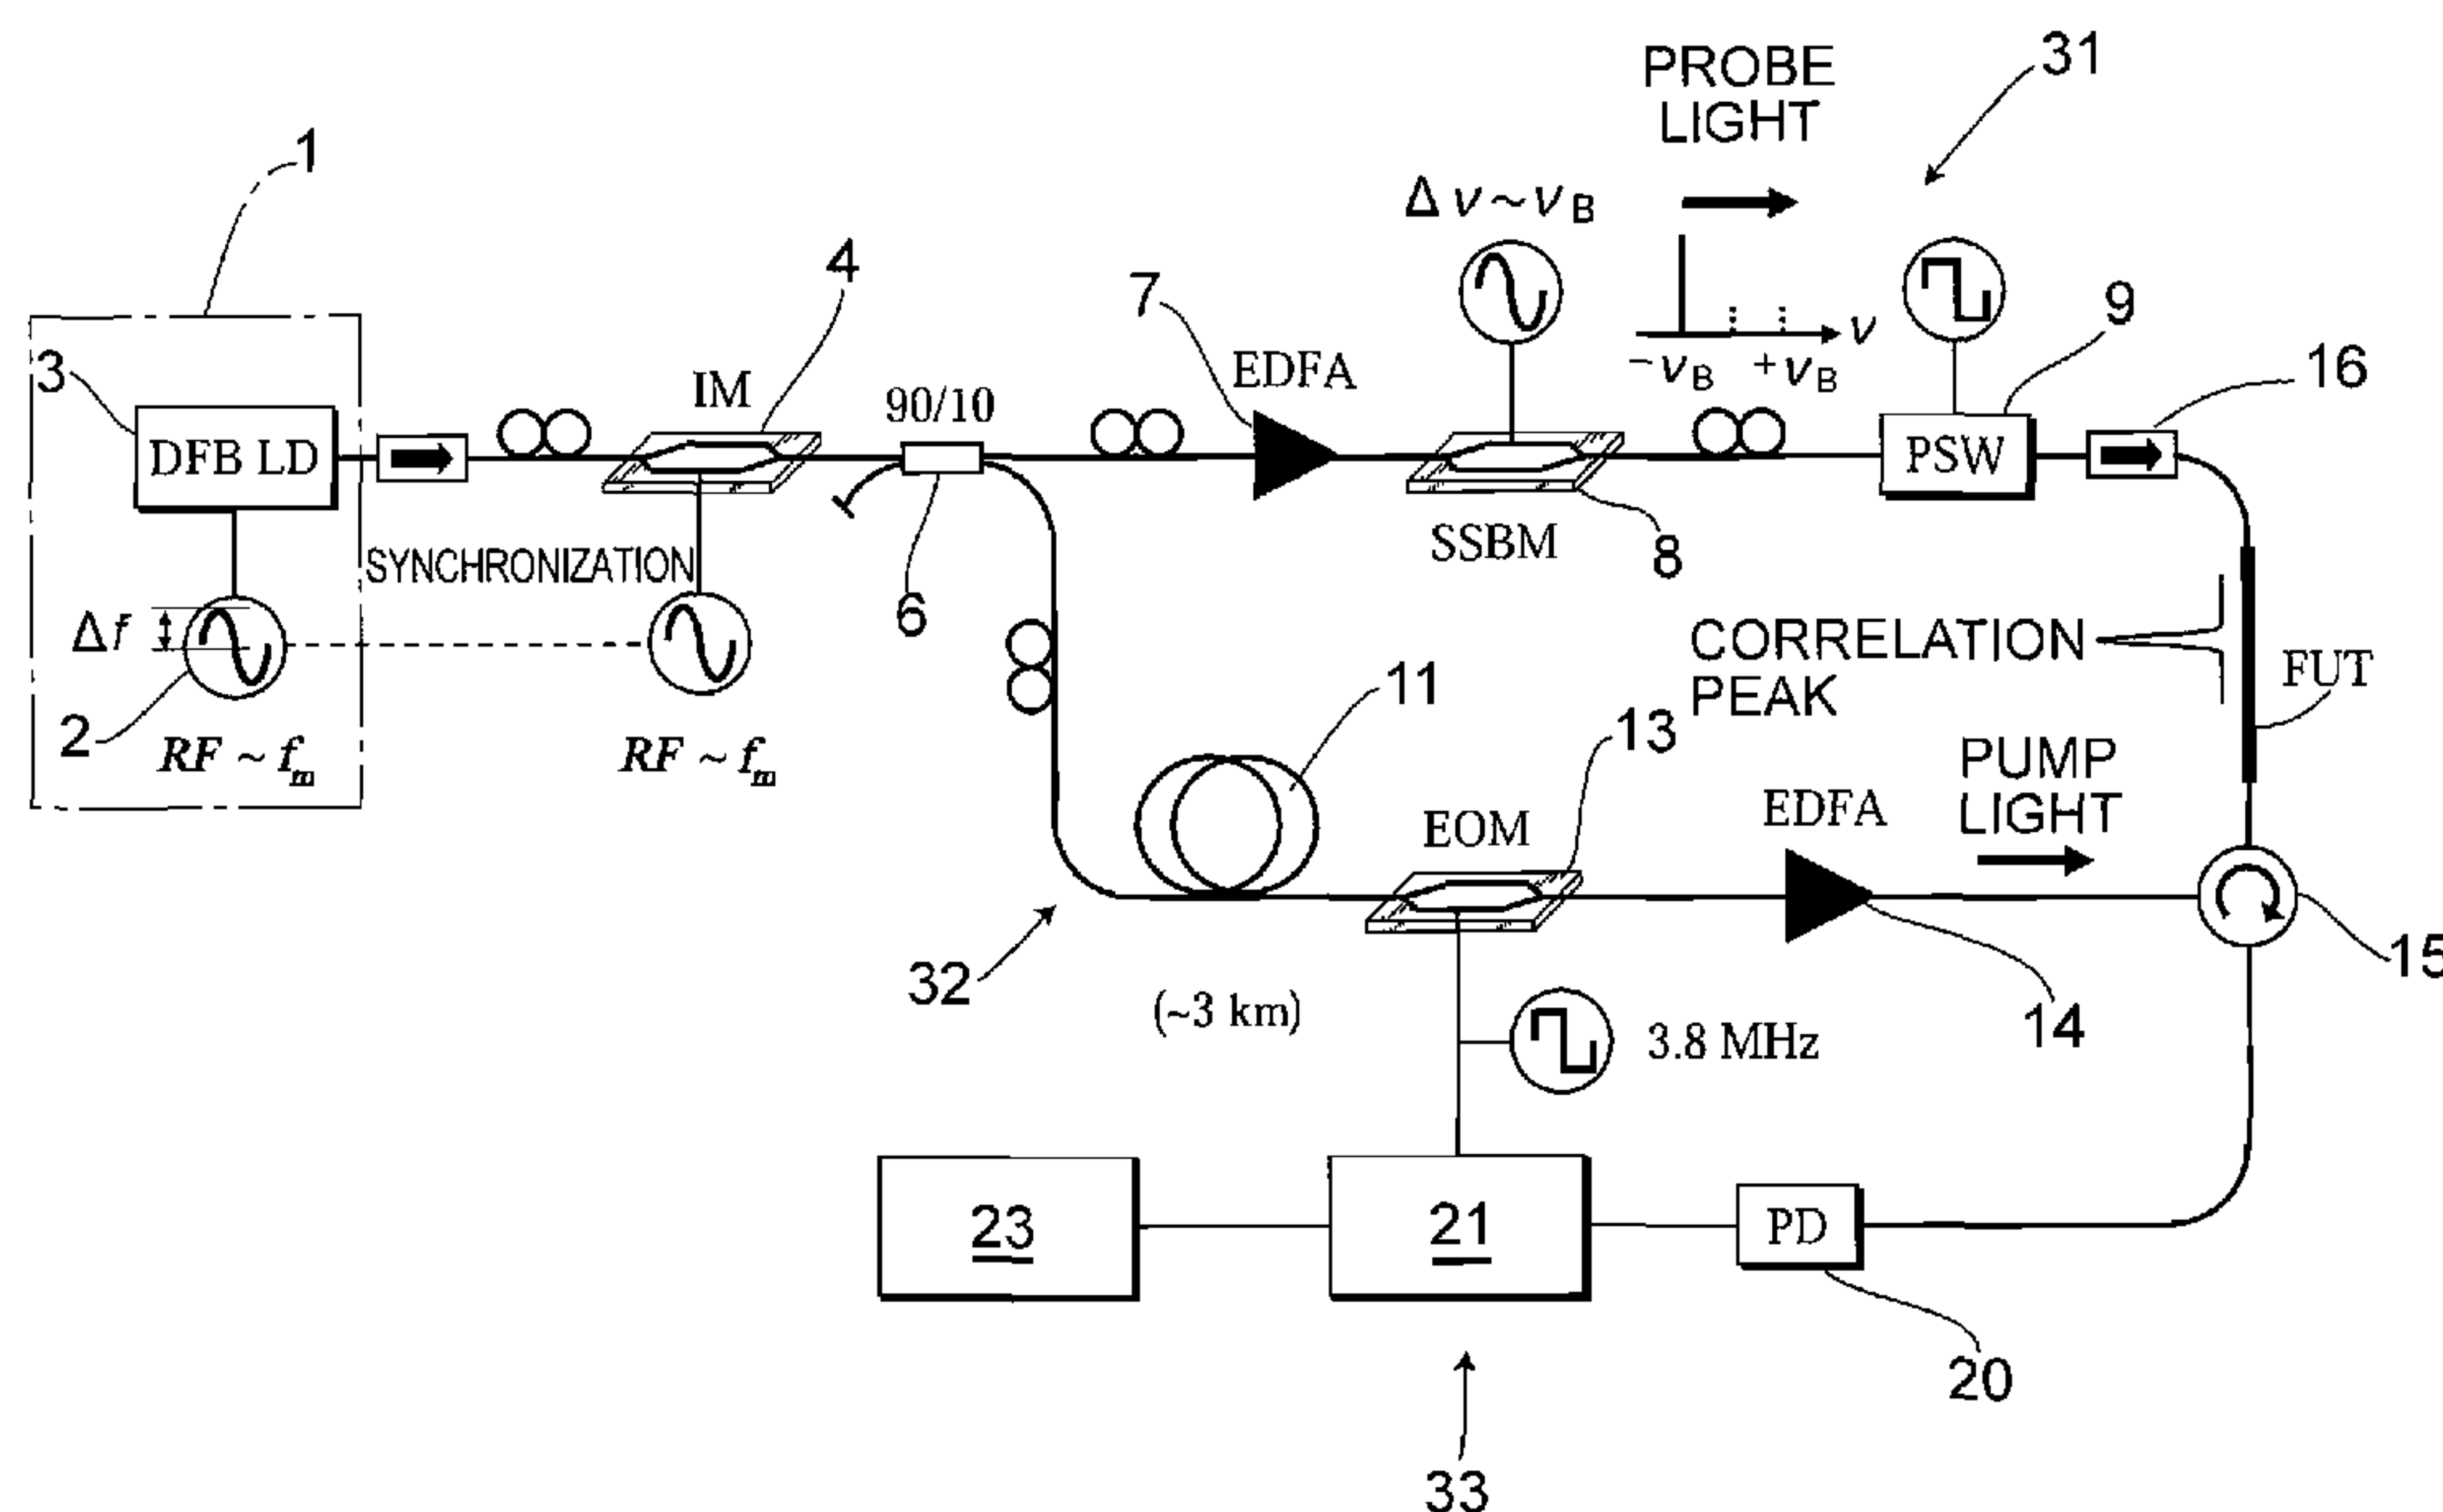 PROBE
LIGHT
31
1
Δν~νB
4
7
9
3
EDFA
ν
-νB +νB
16
IM
90/10
DFB LD
PSW
SYNCHRONIZATION
SSBM
8
6
Δf
CORRELATION
PEAK
FUT
2
RF ~ fm
RF ~ fm
11
13
PUMP
LIGHT
EDFA
EOM
32
15
(~3 km)
3.8 MHz
14
23
21
PD
20
33